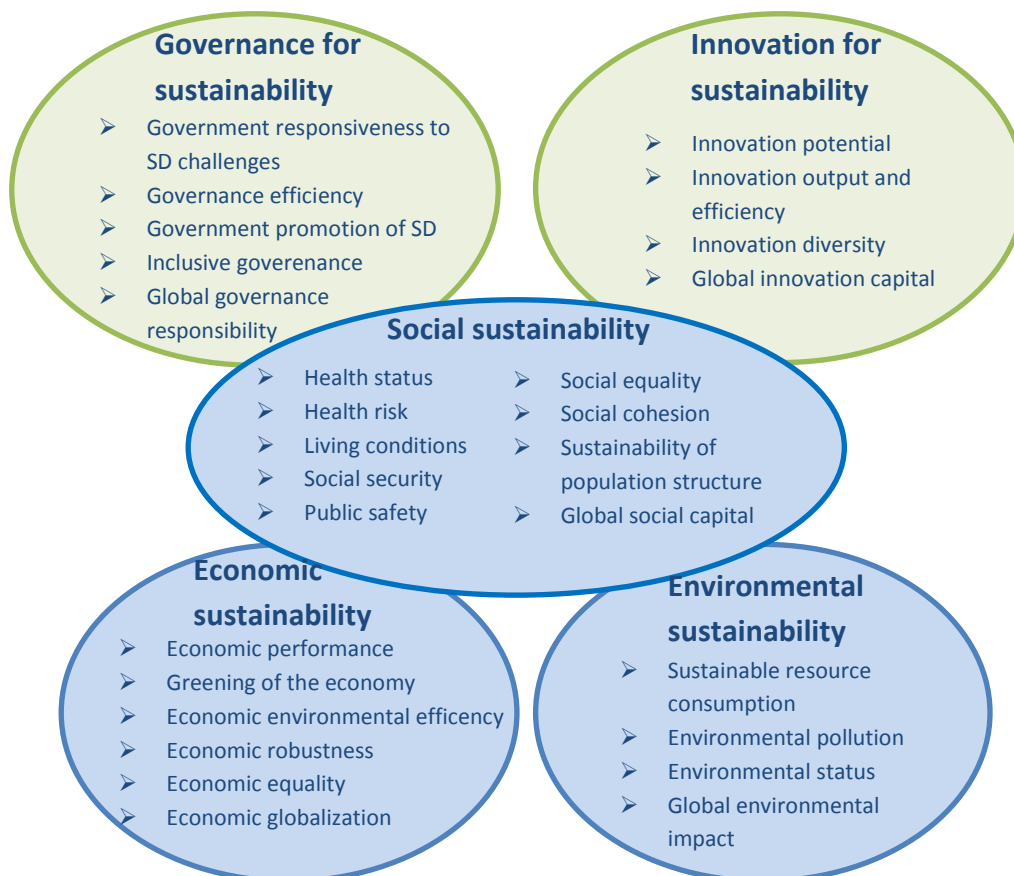 Governance for
sustainability
➢ Government responsiveness to
SD challenges
➢ Governance efficiency
➢ Government promotion of SD
➢ Inclusive goverenance
➢ Global governance
responsibility
Innovation for
sustainability
➢ Innovation potential
➢ Innovation output and
efficiency
➢ Innovation diversity
➢ Global innovation capital
Social sustainability
➢ Health status
➢ Health risk
➢ Living conditions
➢ Social security
➢ Public safety
➢ Social equality
➢ Social cohesion
➢ Sustainability of
population structure
➢ Global social capital
Economic
sustainability
➢ Economic performance
➢ Greening of the economy
➢ Economic environmental efficency
➢ Economic robustness
➢ Economic equality
➢ Economic globalization
Environmental
sustainability
➢ Sustainable resource
consumption
➢ Environmental pollution
➢ Environmental status
➢ Global environmental
impact